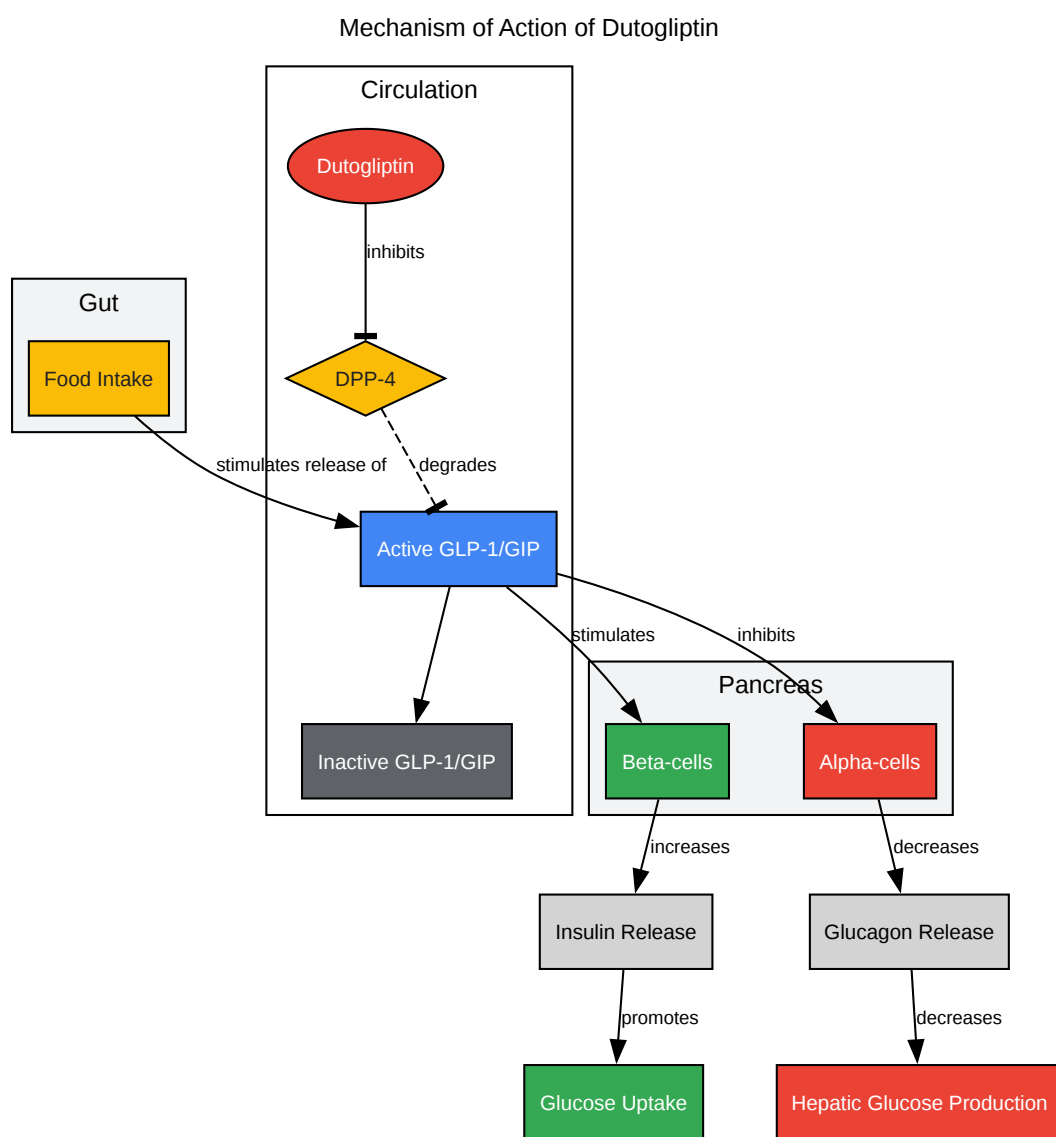 Mechanism of Action of Dutogliptin
Circulation
Dutogliptin
inhibits
Gut
Food Intake
DPP-4
stimulates release of
degrades
Active GLP-1/GIP
stimulates
inhibits
Pancreas
Inactive GLP-1/GIP
Beta-cells
Alpha-cells
increases
decreases
Insulin Release
Glucagon Release
promotes
decreases
Glucose Uptake
Hepatic Glucose Production